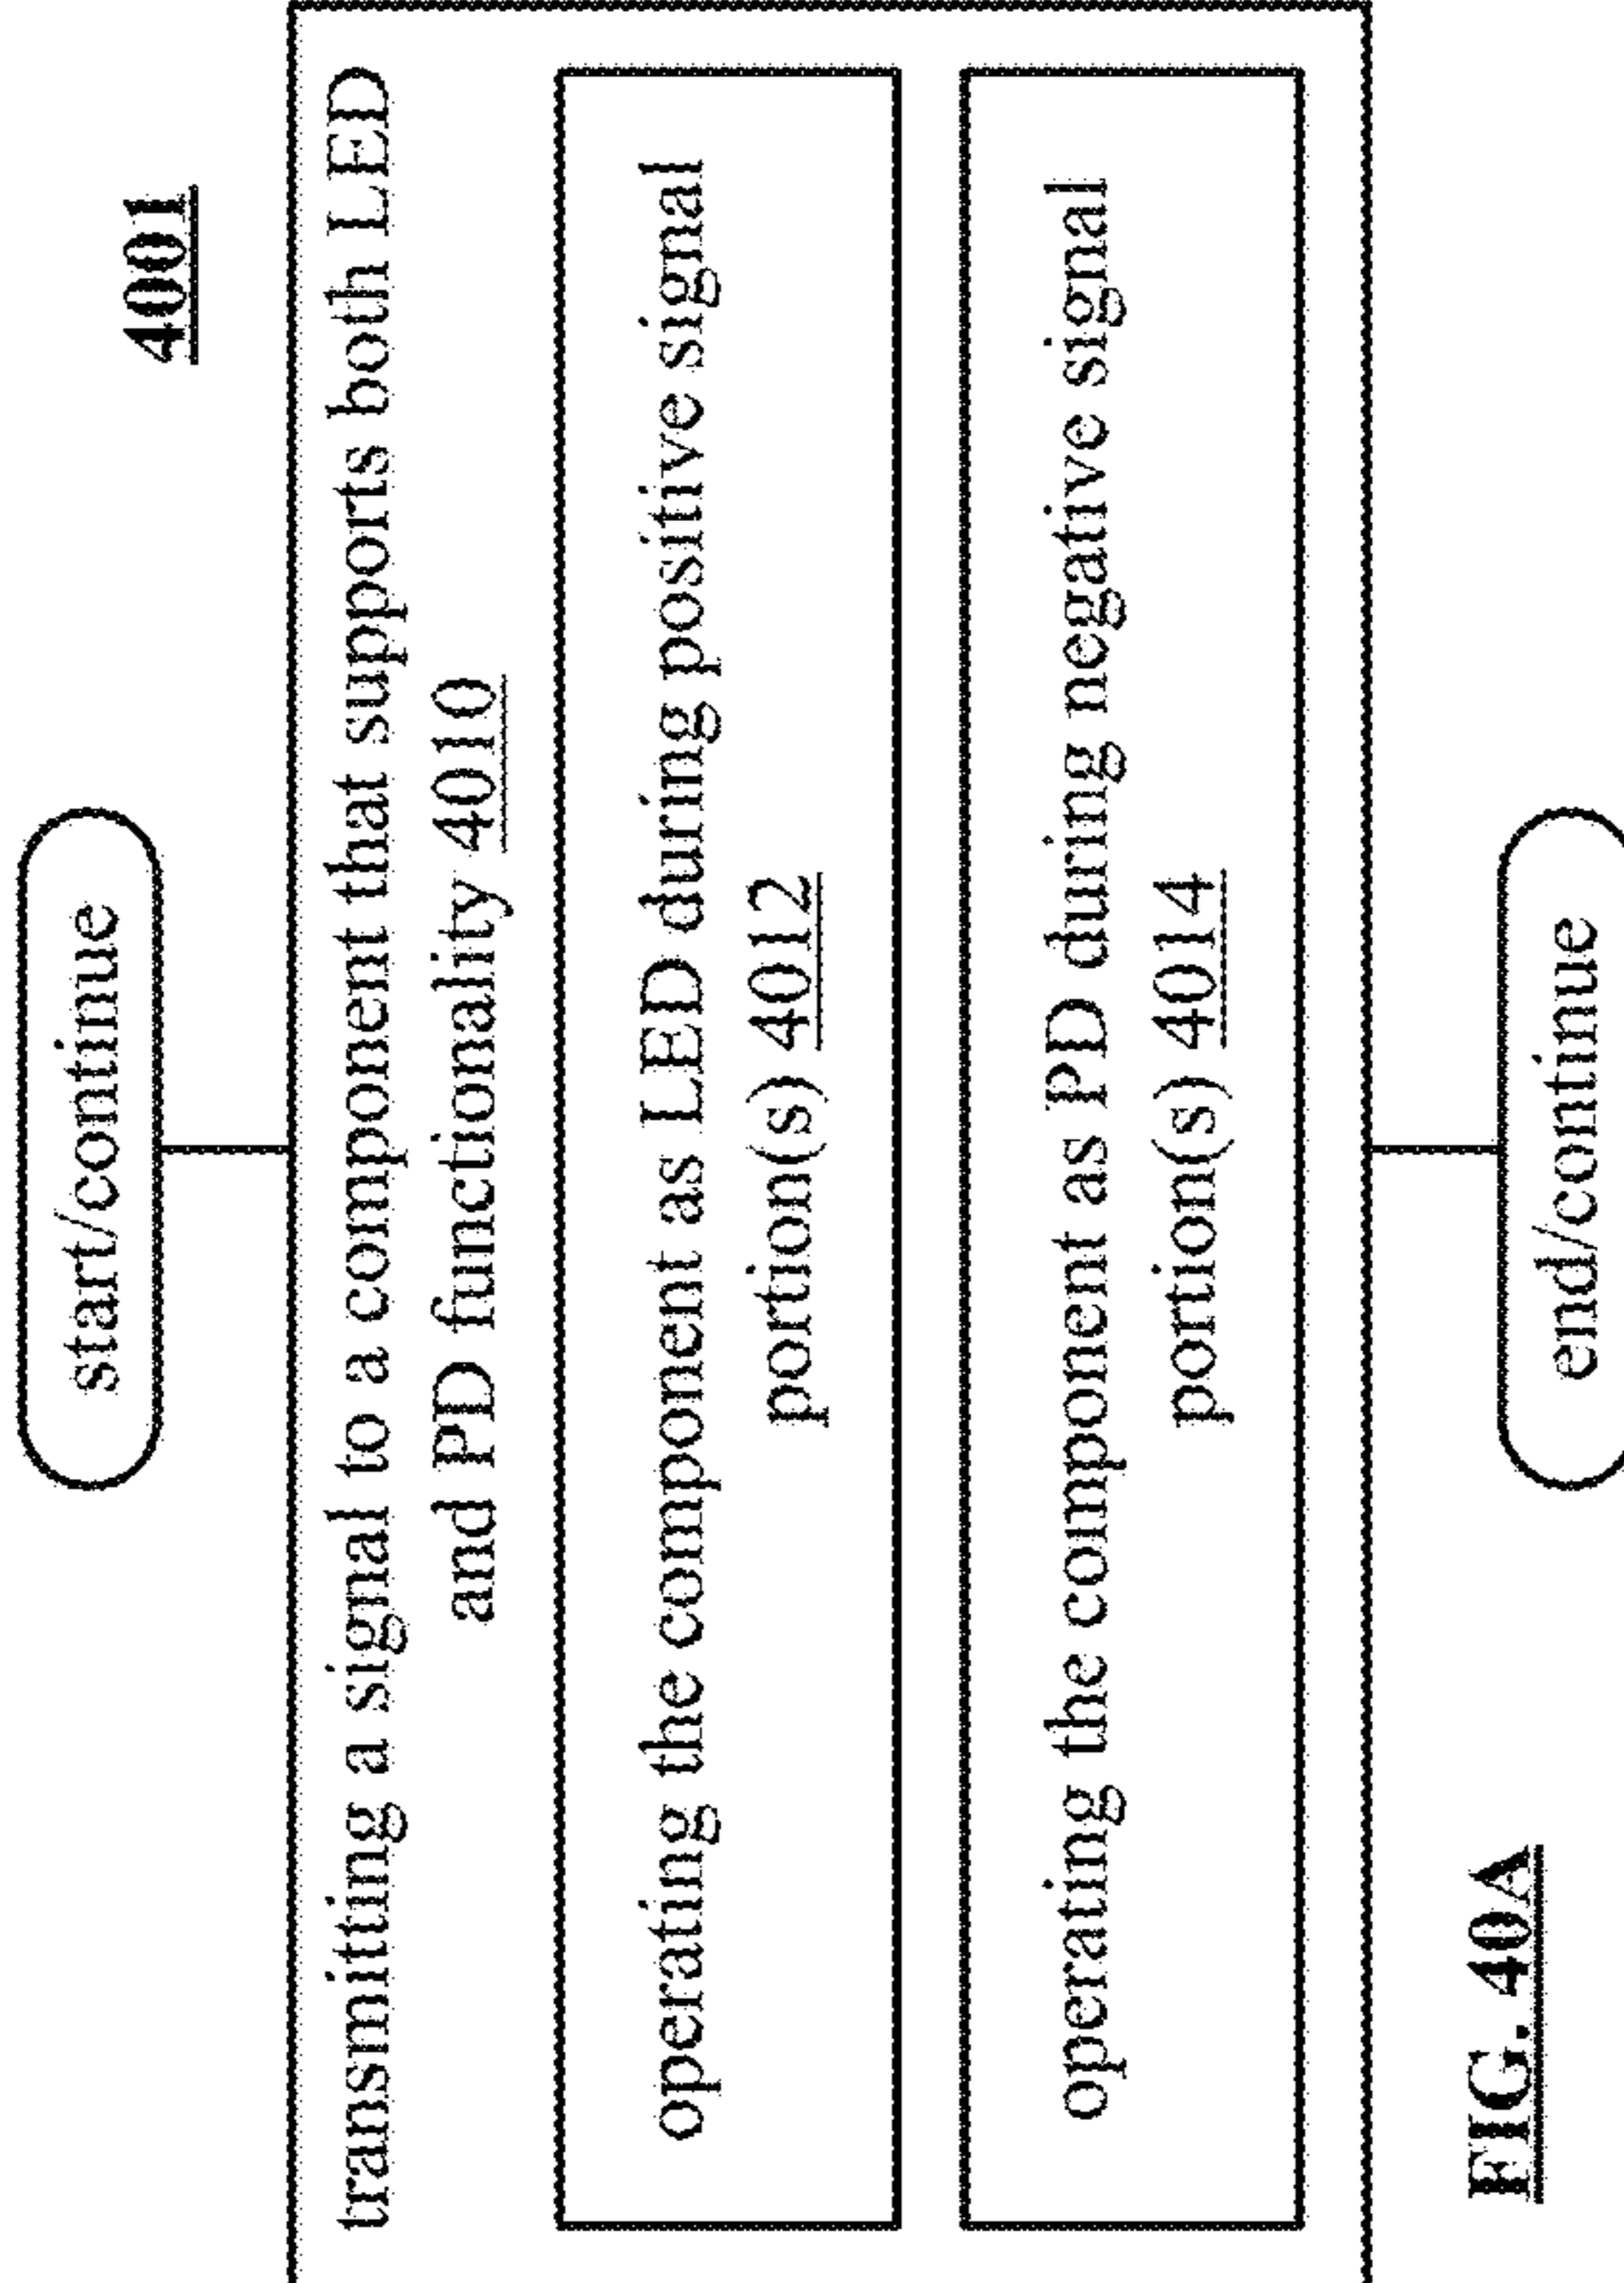 start/continue
4001
transmitting a signal to a component that supports both LED
and PD functionality 4010
operating the component as LED during positive signal
portion(s) 4012
operating the component as PD during negative signal
portion(s) 4014
FIG. 40A
end/continue